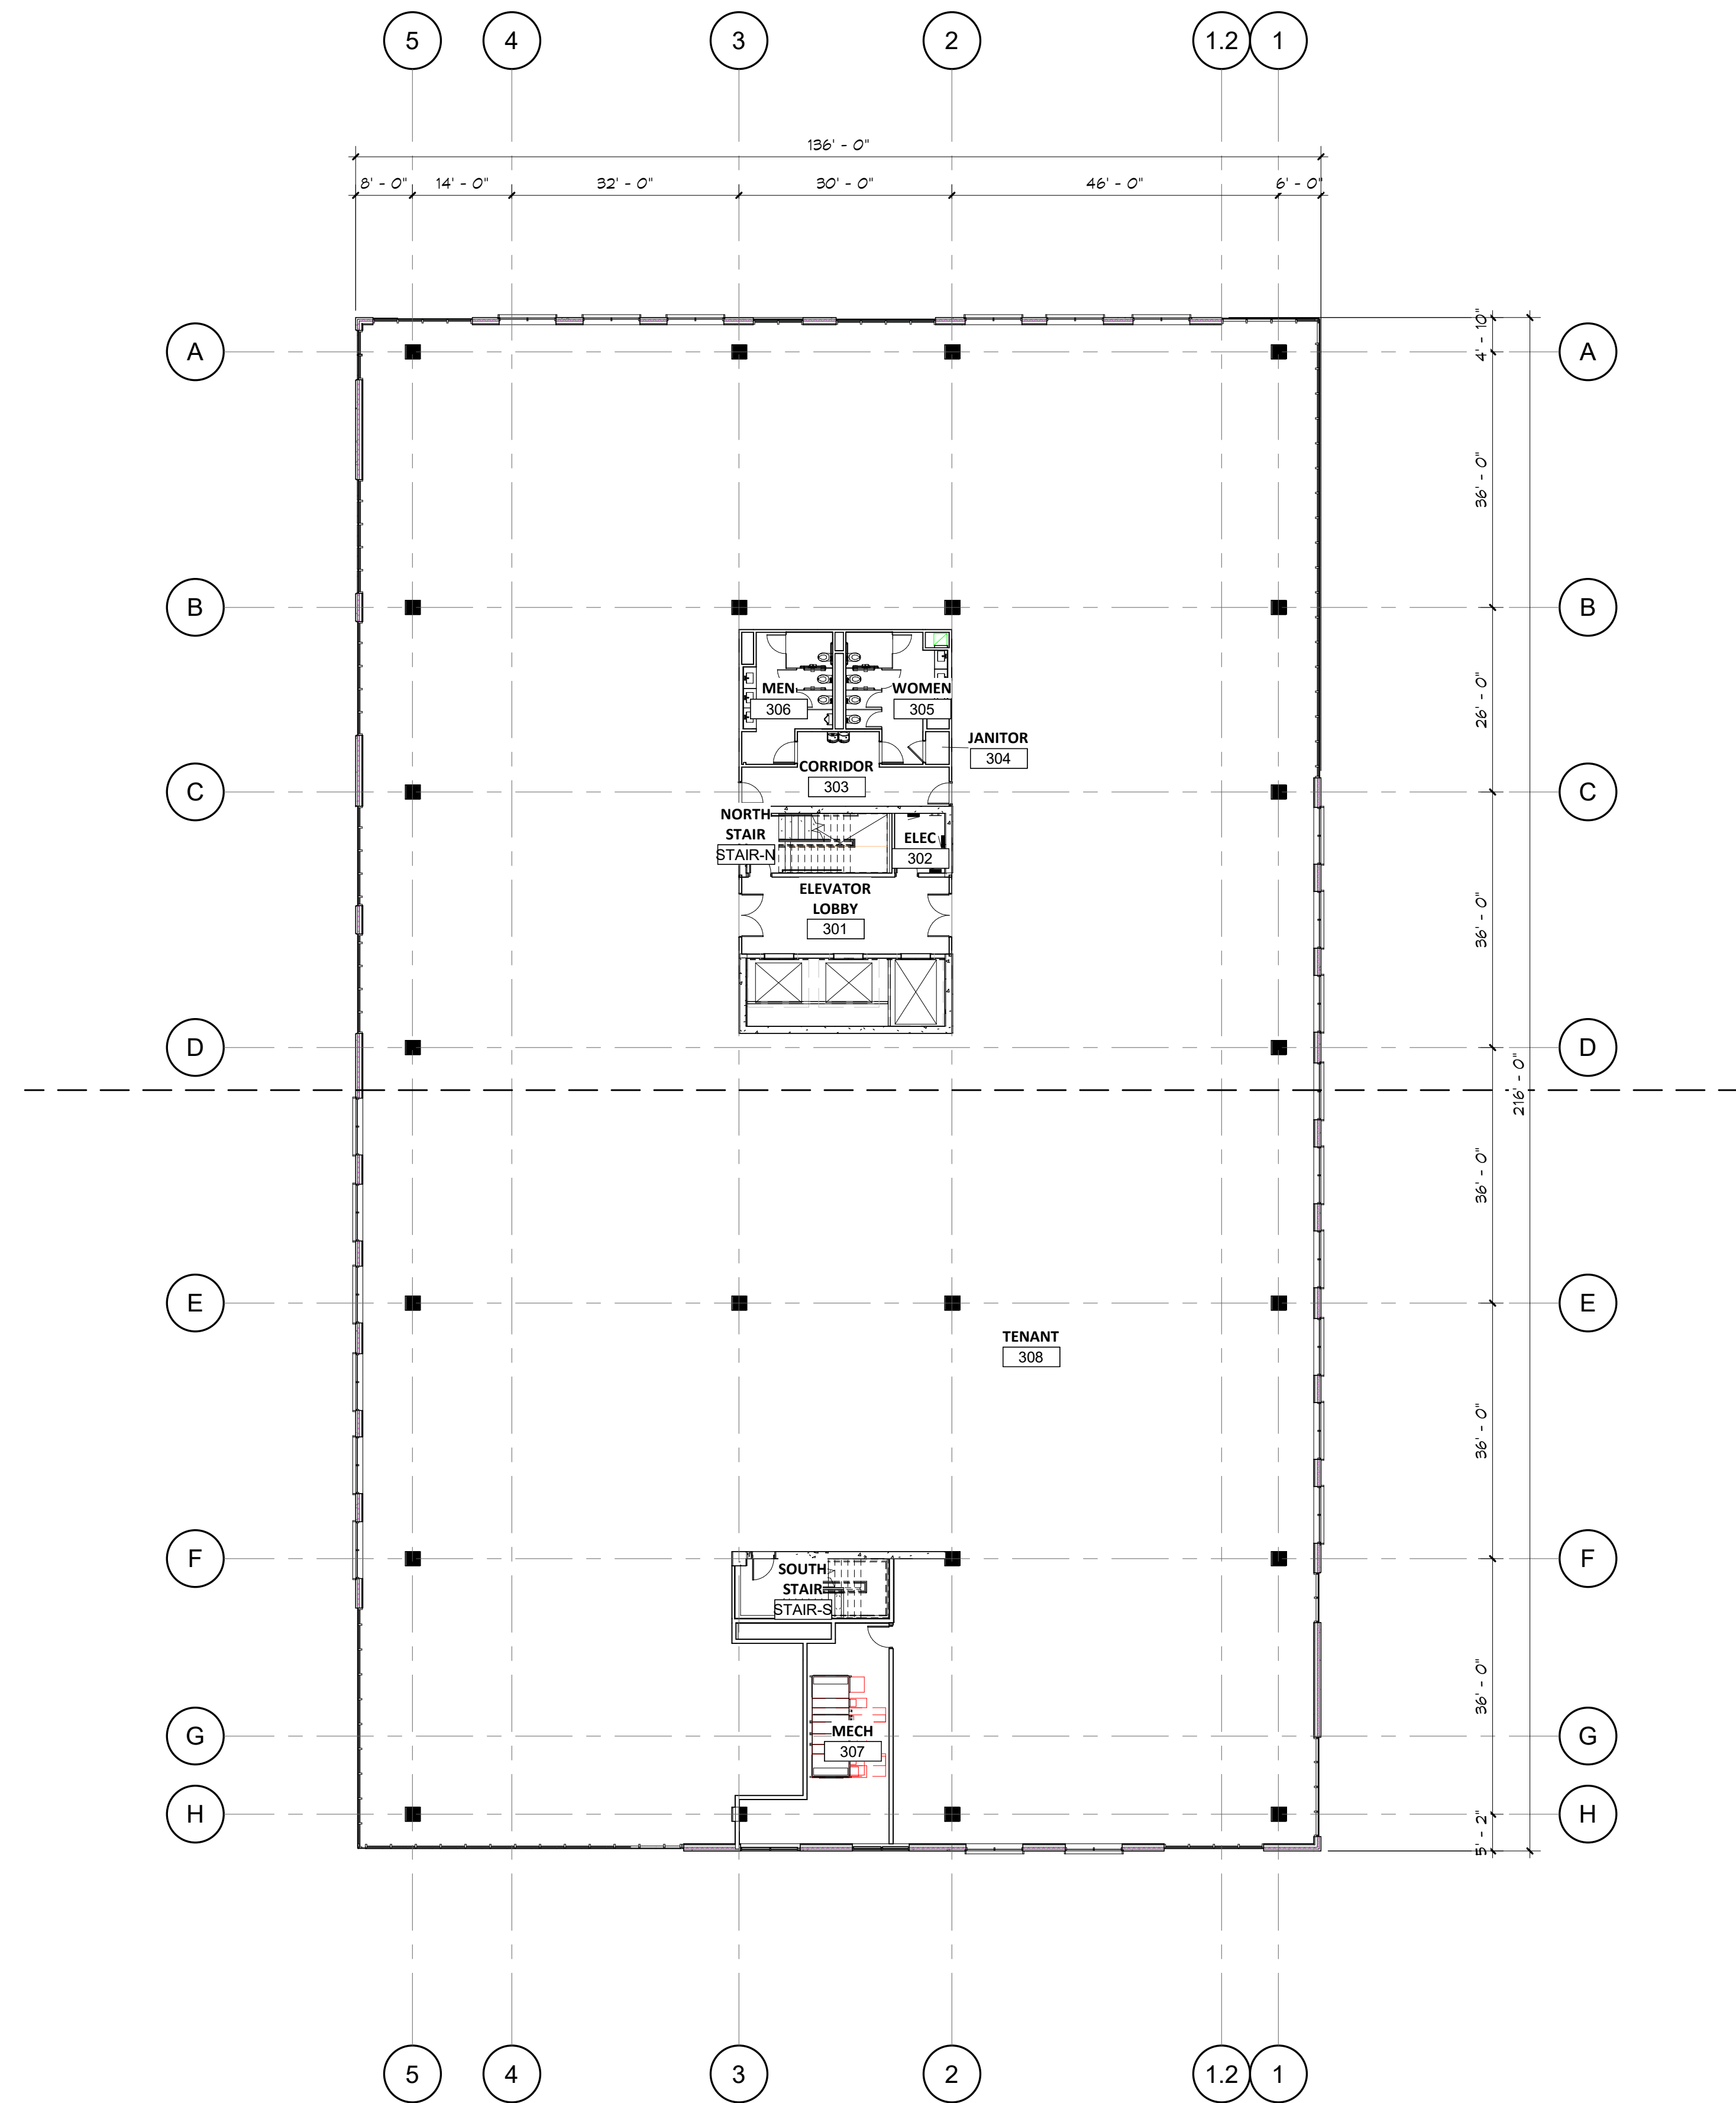 5 4 3 2 1.2 1
136' - 0"
8' - 0" 14' - 0" 32' - 0" 30' - 0" 46' - 0" 6' - 0"
4' - 10"
A A
36' - 0"
B B
26' - 0"
MEN WOMEN
306 305
JANITOR
304
CORRIDOR
303
C C
NORTH
STAIR
STAIR-N
ELEC
302
ELEVATOR
LOBBY
301
36' - 0"
D D
216' - 0"
36' - 0"
E E
TENANT
308
36' - 0"
F F
SOUTH
STAIR
STAIR-S
36' - 0"
G G
MECH
307
H H
5' - 2"
5 4 3 2 1.2 1